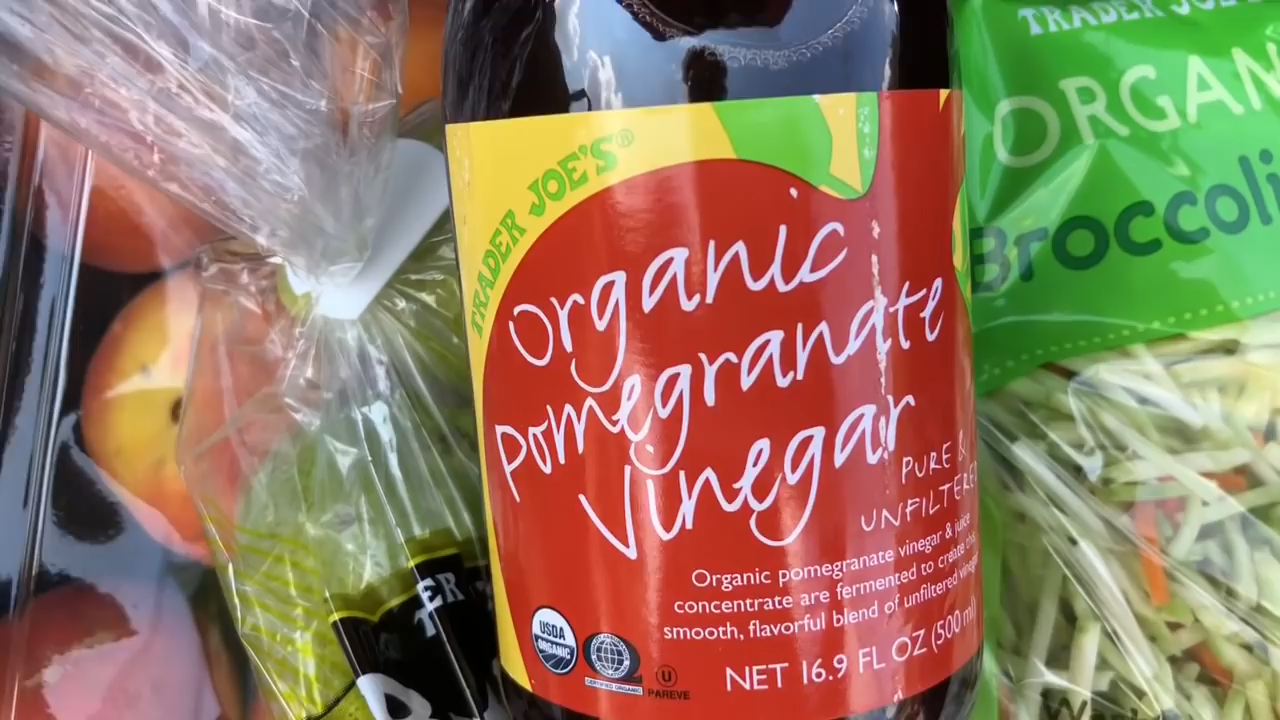 TRADER JOE'S®
organic
pomegranate
vinegar
PURE &
UNFILTERED
Organic pomegranate vinegar & juice
concentrate are fermented to create this
smooth, flavorful blend of unfiltered vinegar
NET 16.9 FL OZ (500 ml)
USDA
ORGANIC
CERTIFIED ORGANIC
U
PAREVE
TRADER JOE'S
ORGAN
Broccoli
ER